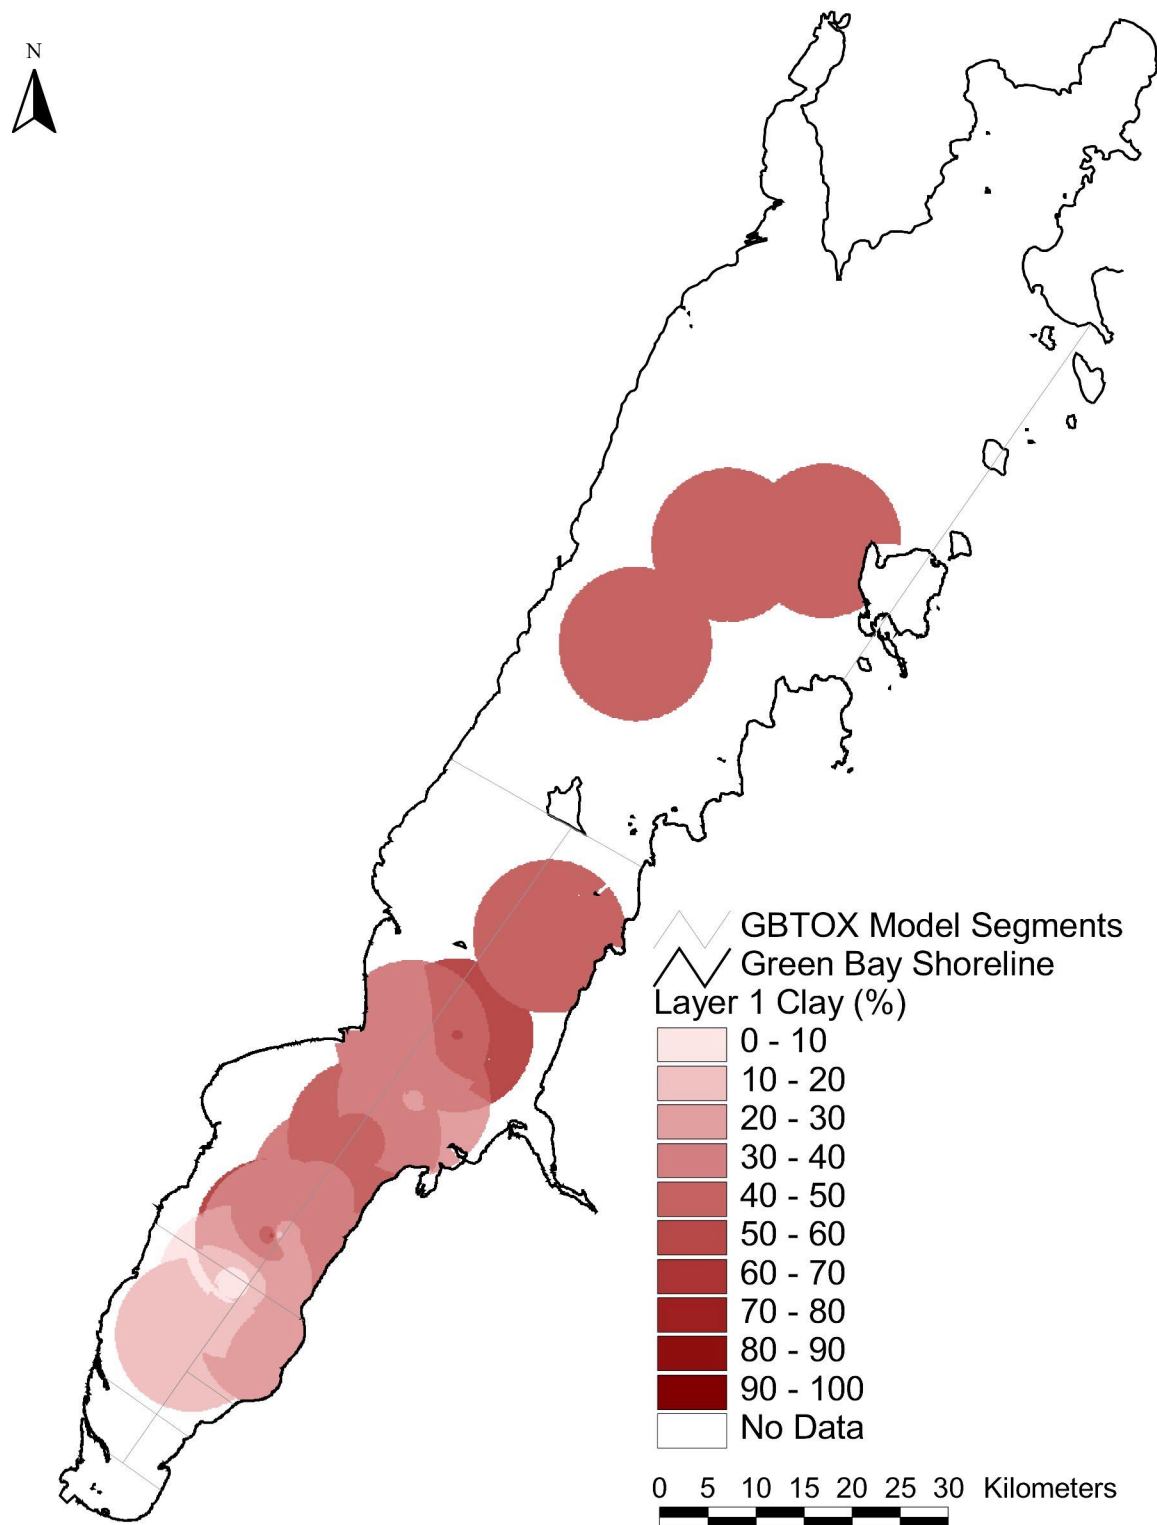 N
GBTOX Model Segments
Green Bay Shoreline
Layer 1 Clay (%)
0 - 10
10 - 20
20 - 30
30 - 40
40 - 50
50 - 60
60 - 70
70 - 80
80 - 90
90 - 100
No Data
0 5 10 15 20 25 30 Kilometers